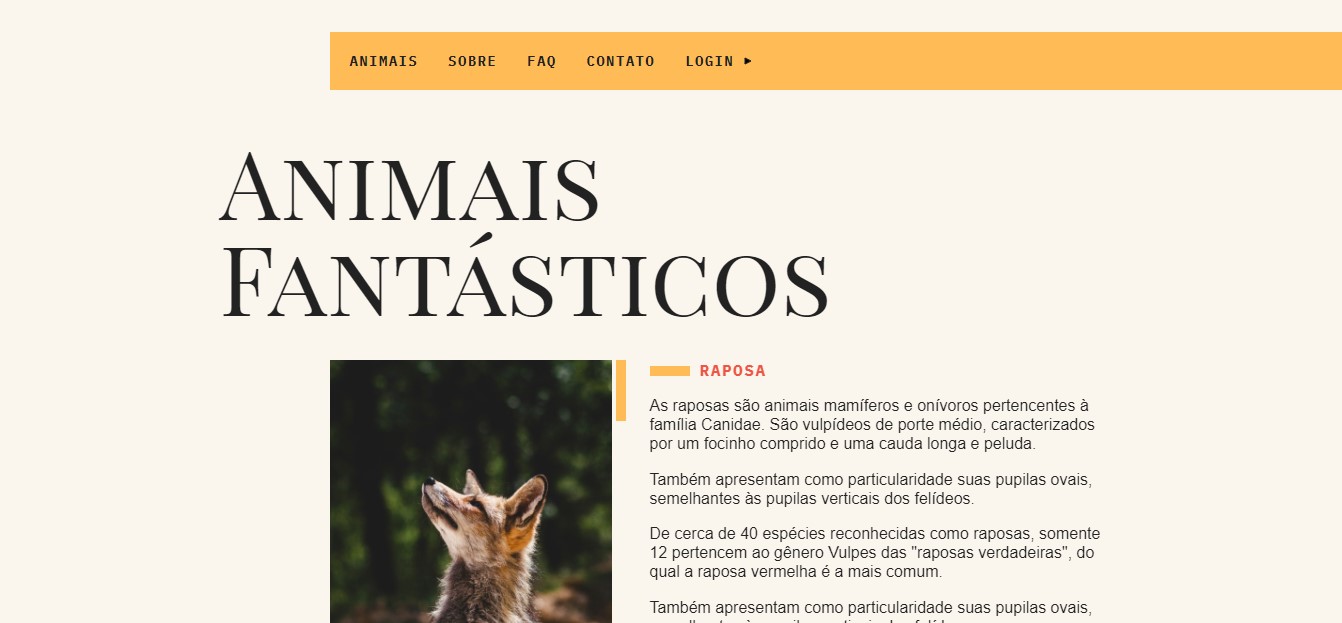 ANIMAIS SOBRE FAQ CONTATO LOGIN ▸
ANIMAIS
FANTÁSTICOS
RAPOSA
As raposas são animais mamíferos e onívoros pertencentes à
família Canidae. São vulpídeos de porte médio, caracterizados
por um focinho comprido e uma cauda longa e peluda.
Também apresentam como particularidade suas pupilas ovais,
semelhantes às pupilas verticais dos felídeos.
De cerca de 40 espécies reconhecidas como raposas, somente
12 pertencem ao gênero Vulpes das "raposas verdadeiras", do
qual a raposa vermelha é a mais comum.
Também apresentam como particularidade suas pupilas ovais,